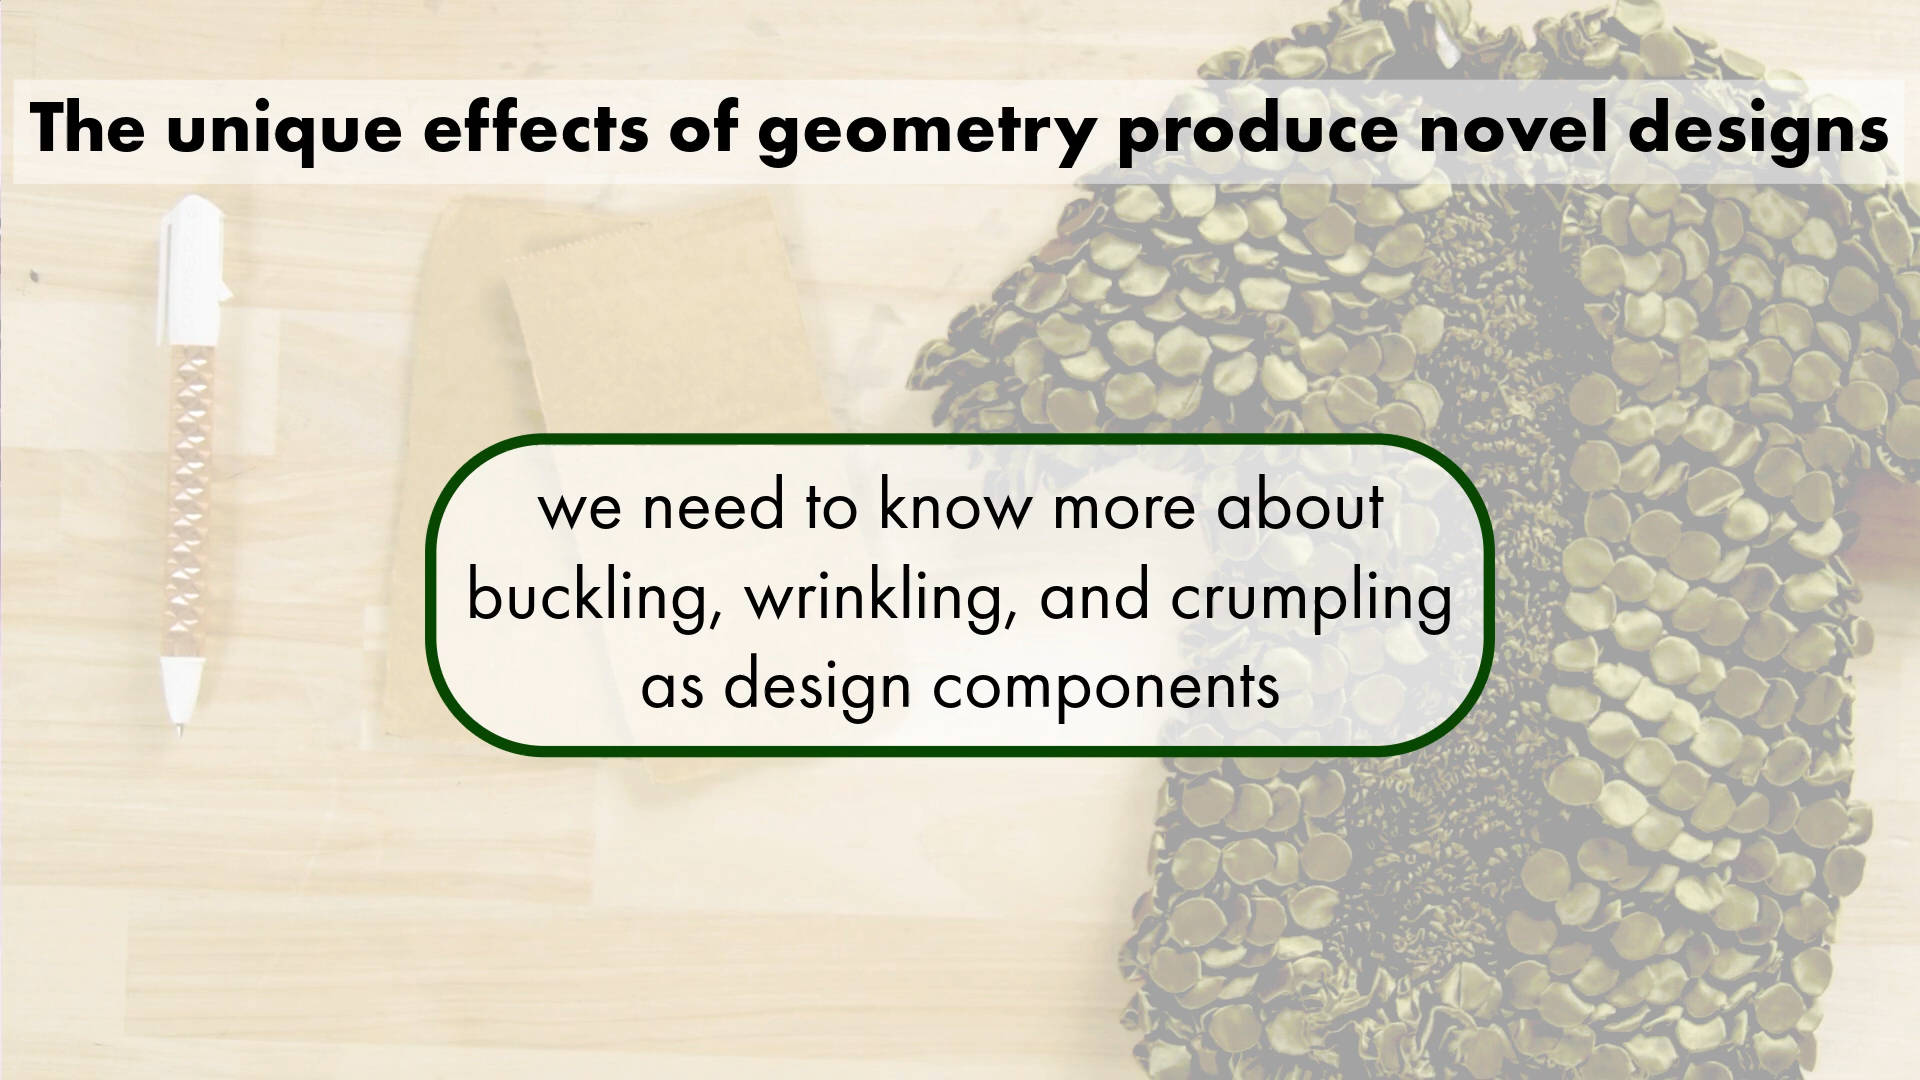 The unique effects of geometry produce novel designs
we need to know more about
buckling, wrinkling, and crumpling
as design components